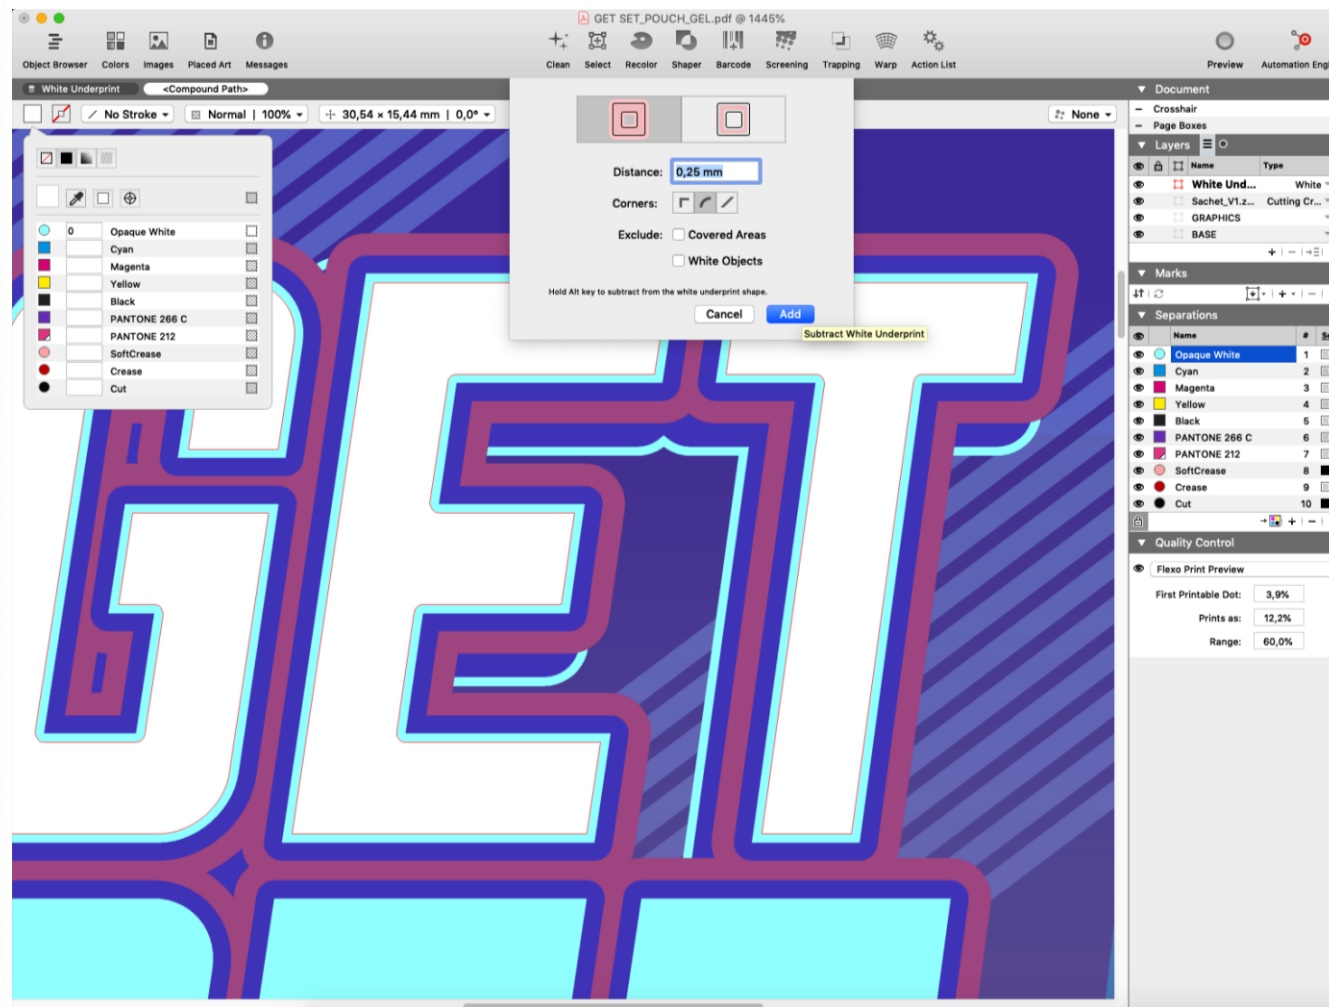 GET SET_POUCH_GEL.pdf @ 1445%
Object Browser
Colors
Images
Placed Art
Messages
Clean
Select
Recolor
Shaper
Barcode
Screening
Trapping
Warp
Action List
Preview
Automation Engi
White Underprint
<Compound Path>
No Stroke
Normal | 100%
30,54 × 15,44 mm | 0,0°
None
0 Opaque White
Cyan
Magenta
Yellow
Black
PANTONE 266 C
PANTONE 212
SoftCrease
Crease
Cut
Distance: 0,25 mm
Corners:
Exclude: Covered Areas
White Objects
Hold Alt key to subtract from the white underprint shape.
Cancel
Add
Subtract White Underprint
GET
Document
Crosshair
Page Boxes
Layers
Name Type
White Und... White
Sachet_V1.z... Cutting Cr...
GRAPHICS
BASE
Marks
Separations
Name #
Opaque White 1
Cyan 2
Magenta 3
Yellow 4
Black 5
PANTONE 266 C 6
PANTONE 212 7
SoftCrease 8
Crease 9
Cut 10
Quality Control
Flexo Print Preview
First Printable Dot: 3,9%
Prints as: 12,2%
Range: 60,0%